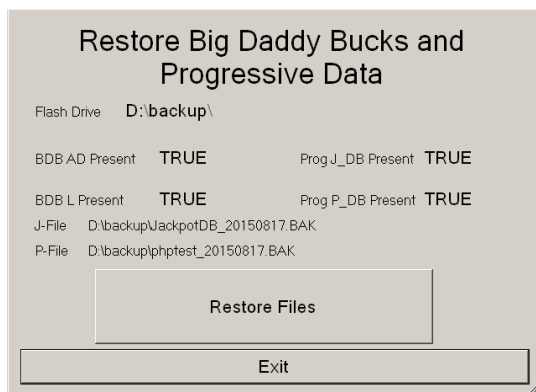 Restore Big Daddy Bucks and
Progressive Data
Flash Drive D:\backup\
BDB AD Present TRUE Prog J_DB Present TRUE
BDB L Present TRUE Prog P_DB Present TRUE
J-File D:\backup\JackpotDB_20150817.BAK
P-File D:\backup\phptest_20150817.BAK
Restore Files
Exit